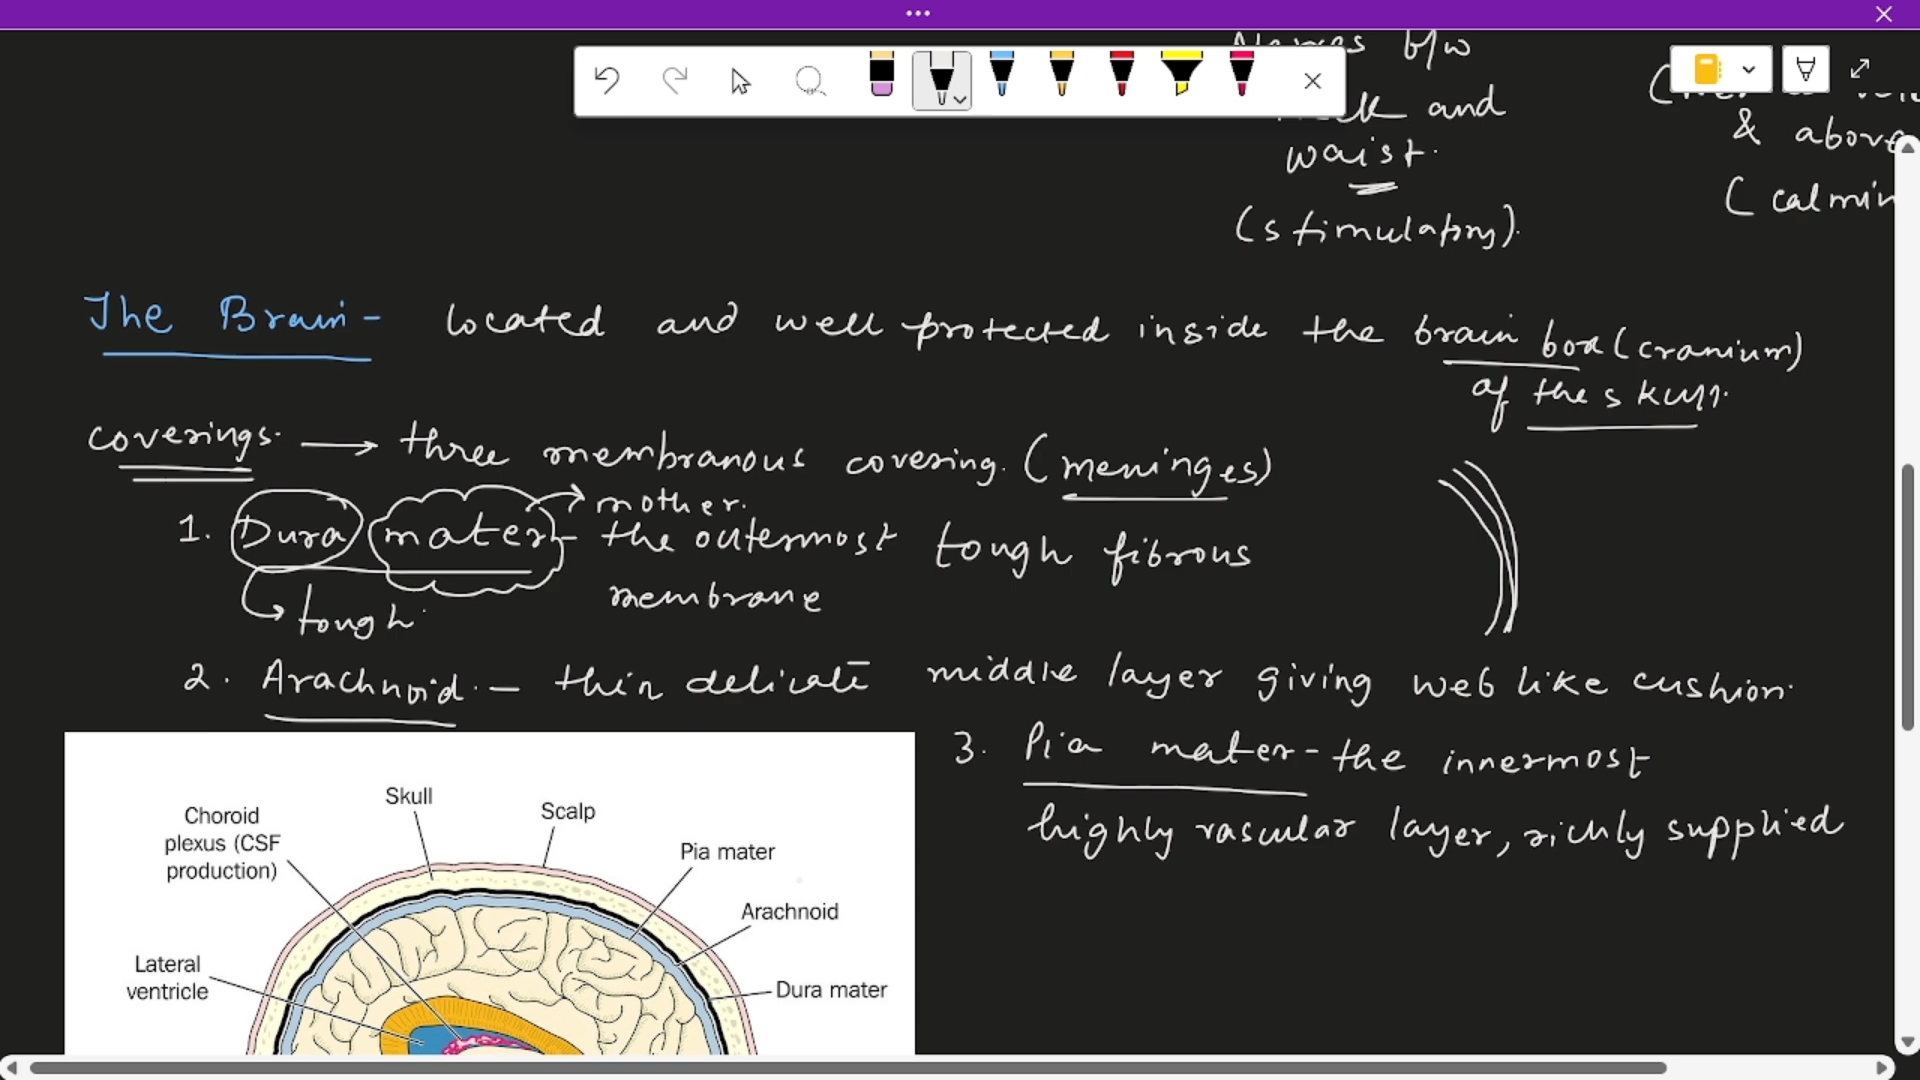 b/w
and
waist.
& above
(stimulatory).
(calmin
The Brain - located and well protected inside the brain box (cranium)
of the skull.
coverings. → three membranous covering. (meninges)
→ mother.
1. Dura mater - the outermost tough fibrous
membrane
→ tough
2. Arachnoid. - thin delicate middle layer giving web like cushion.
3. Pia mater - the innermost
highly vascular layer, richly supplied
Skull
Scalp
Choroid
plexus (CSF
production)
Pia mater
Arachnoid
Lateral
ventricle
Dura mater